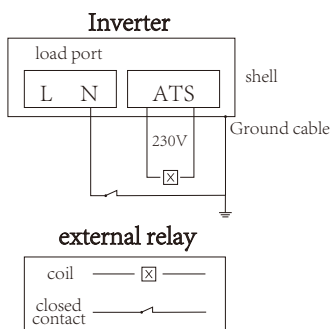 Inverter
load port
L N ATS
shell
230V
Ground cable
external relay
coil
closed
contact